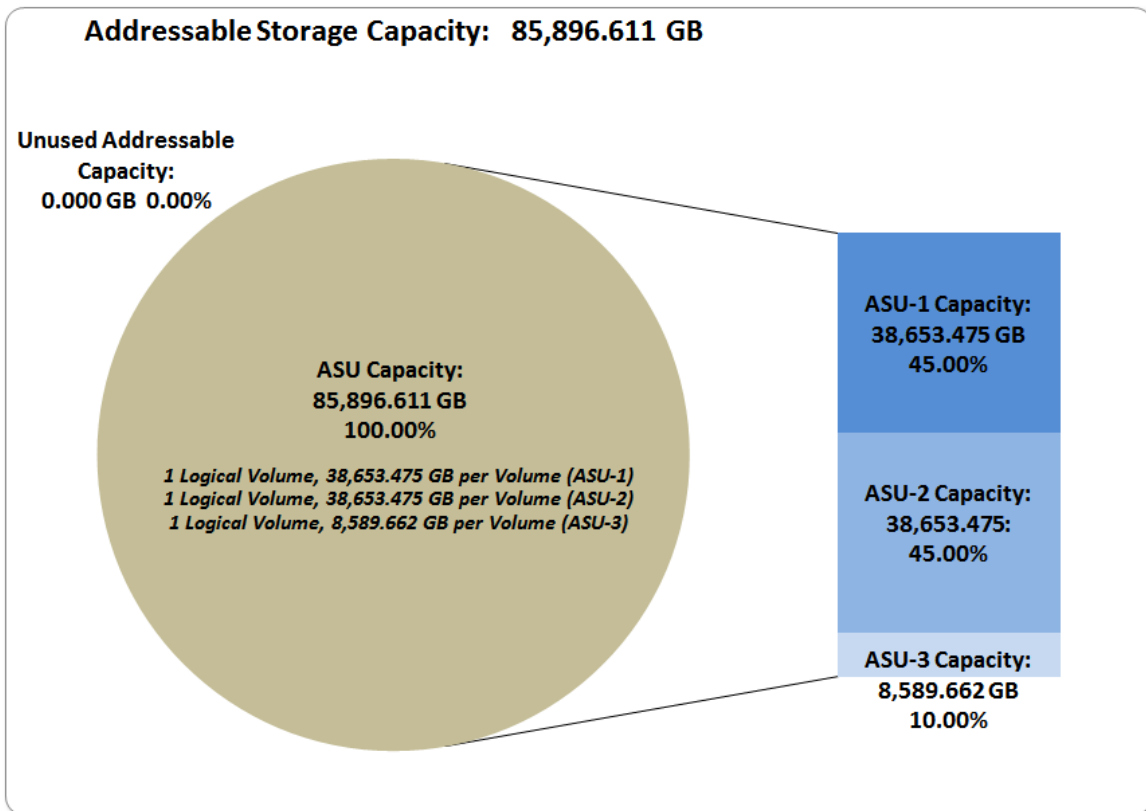 Addressable Storage Capacity: 85,896.611 GB
Unused Addressable
Capacity:
0.000 GB 0.00%
ASU Capacity:
85,896.611 GB
100.00%
1 Logical Volume, 38,653.475 GB per Volume (ASU-1)
1 Logical Volume, 38,653.475 GB per Volume (ASU-2)
1 Logical Volume, 8,589.662 GB per Volume (ASU-3)
ASU-1 Capacity:
38,653.475 GB
45.00%
ASU-2 Capacity:
38,653.475:
45.00%
ASU-3 Capacity:
8,589.662 GB
10.00%